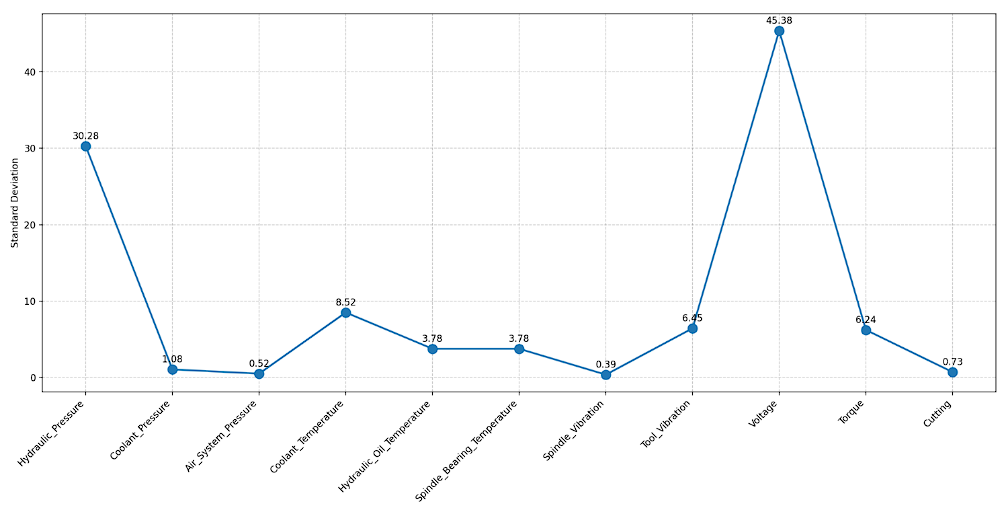 45.38
40
30.28
30
Standard Deviation
20
10
8.52
6.45
6.24
3.78
3.78
1.08
0.52
0.39
0.73
0
Hydraulic_Pressure
Coolant_Pressure
Air_System_Pressure
Coolant_Temperature
Hydraulic_Oil_Temperature
Spindle_Bearing_Temperature
Spindle_Vibration
Tool_Vibration
Voltage
Torque
Cutting